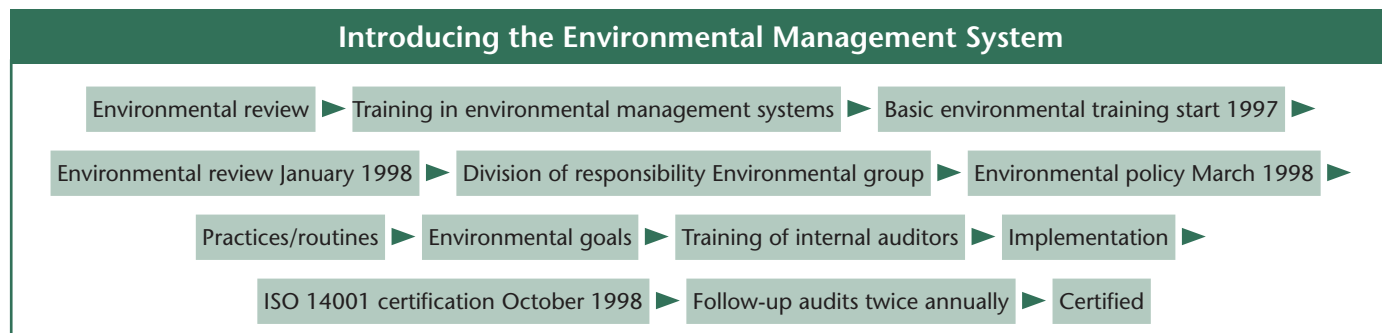 Introducing the Environmental Management System
Environmental review Training in environmental management systems Basic environmental training start 1997
Environmental review January 1998 Division of responsibility Environmental group Environmental policy March 1998
Practices/routines Environmental goals Training of internal auditors Implementation
ISO 14001 certification October 1998 Follow-up audits twice annually Certified